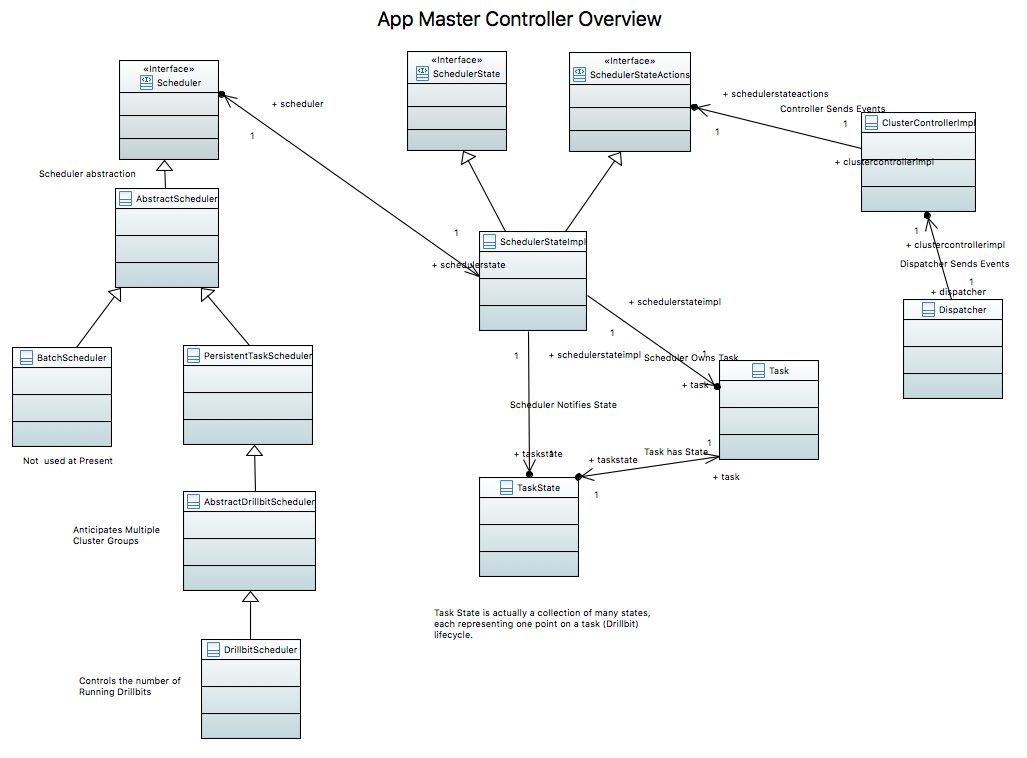 App Master Controller Overview
«Interface»
Scheduler
«Interface»
SchedulerState
«Interface»
SchedulerStateActions
+ scheduler
1
+ schedulerstateactions
Controller Sends Events
1
1
ClusterControllerImpl
+ clustercontrollerimpl
Scheduler abstraction
AbstractScheduler
1
+ schedulerstate
SchedulerStateImpl
1
+ clustercontrollerimpl
Dispatcher Sends Events
1
+ dispatcher
Dispatcher
+ schedulerstateimpl
1
BatchScheduler
PersistentTaskScheduler
1
+ schedulerstateimpl
Scheduler Owns Task
1
Task
+ task
Scheduler Notifies State
Not used at Present
+ taskstate
1
+ taskstate
Task has State
1
+ task
1
TaskState
AbstractDrillbitScheduler
Anticipates Multiple
Cluster Groups
Task State is actually a collection of many states,
each representing one point on a task (Drillbit)
lifecycle.
DrillbitScheduler
Controls the number of
Running Drillbits